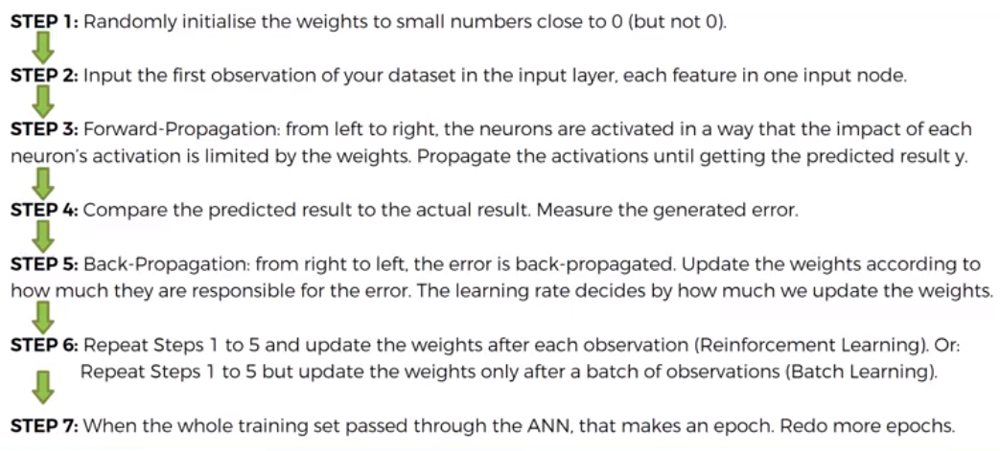 STEP 1: Randomly initialise the weights to small numbers close to 0 (but not 0).
STEP 2: Input the first observation of your dataset in the input layer, each feature in one input node.
STEP 3: Forward-Propagation: from left to right, the neurons are activated in a way that the impact of each
neuron's activation is limited by the weights. Propagate the activations until getting the predicted result y.
STEP 4: Compare the predicted result to the actual result. Measure the generated error.
STEP 5: Back-Propagation: from right to left, the error is back-propagated. Update the weights according to
how much they are responsible for the error. The learning rate decides by how much we update the weights.
STEP 6: Repeat Steps 1 to 5 and update the weights after each observation (Reinforcement Learning). Or:
Repeat Steps 1 to 5 but update the weights only after a batch of observations (Batch Learning).
STEP 7: When the whole training set passed through the ANN, that makes an epoch. Redo more epochs.